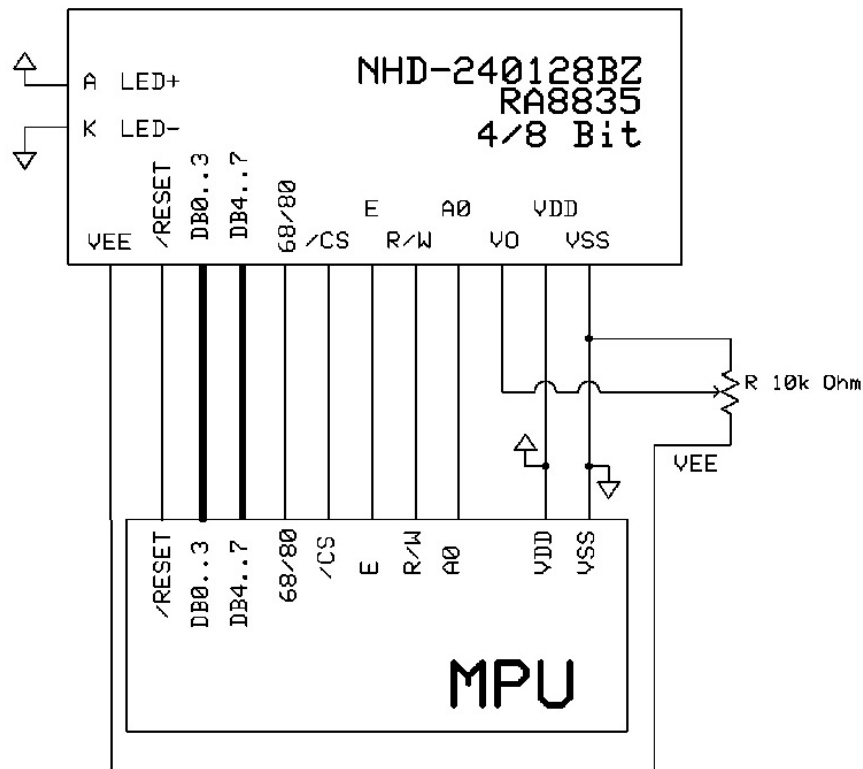 NHD-240128BZ
RA8835
4/8 Bit
A LED+
K LED-
VEE
/RESET
DB0..3
DB4..7
68/80
/CS
E
R/W
A0
VO
VDD
VSS
R 10k Ohm
VEE
/RESET
DB0..3
DB4..7
68/80
/CS
E
R/W
A0
VDD
VSS
MPU